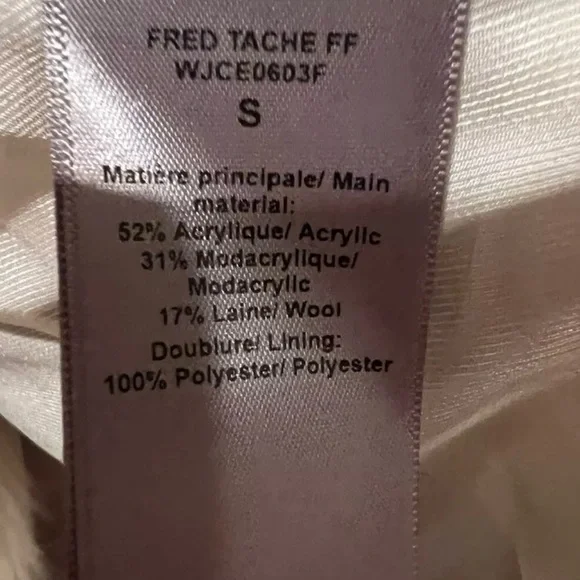 FRED TACHE FF
WJCE0603F
S
Matière principale/ Main
material:
52% Acrylique/ Acrylic
31% Modacrylique/
Modacrylic
17% Laine/ Wool
Doublure/ Lining:
100% Polyester/ Polyester